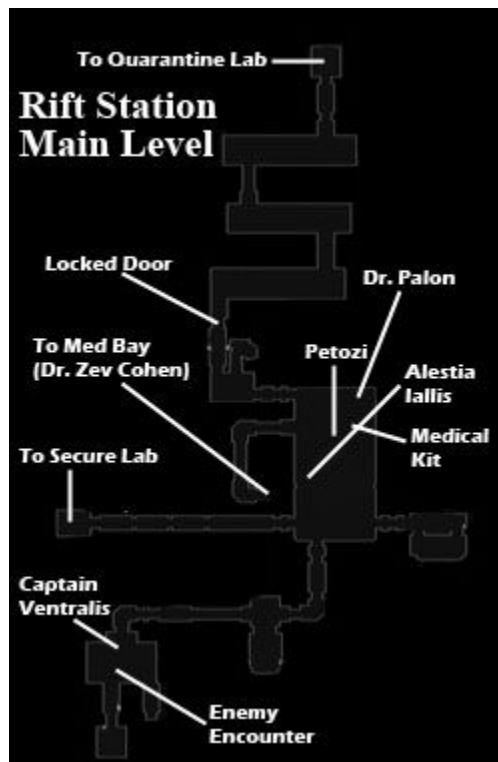 To Quarantine Lab
Rift Station
Main Level
Locked Door
Dr. Palon
To Med Bay
(Dr. Zev Cohen)
Petozi
Alestia
Iallis
Medical
Kit
To Secure Lab
Captain
Ventralis
Enemy
Encounter